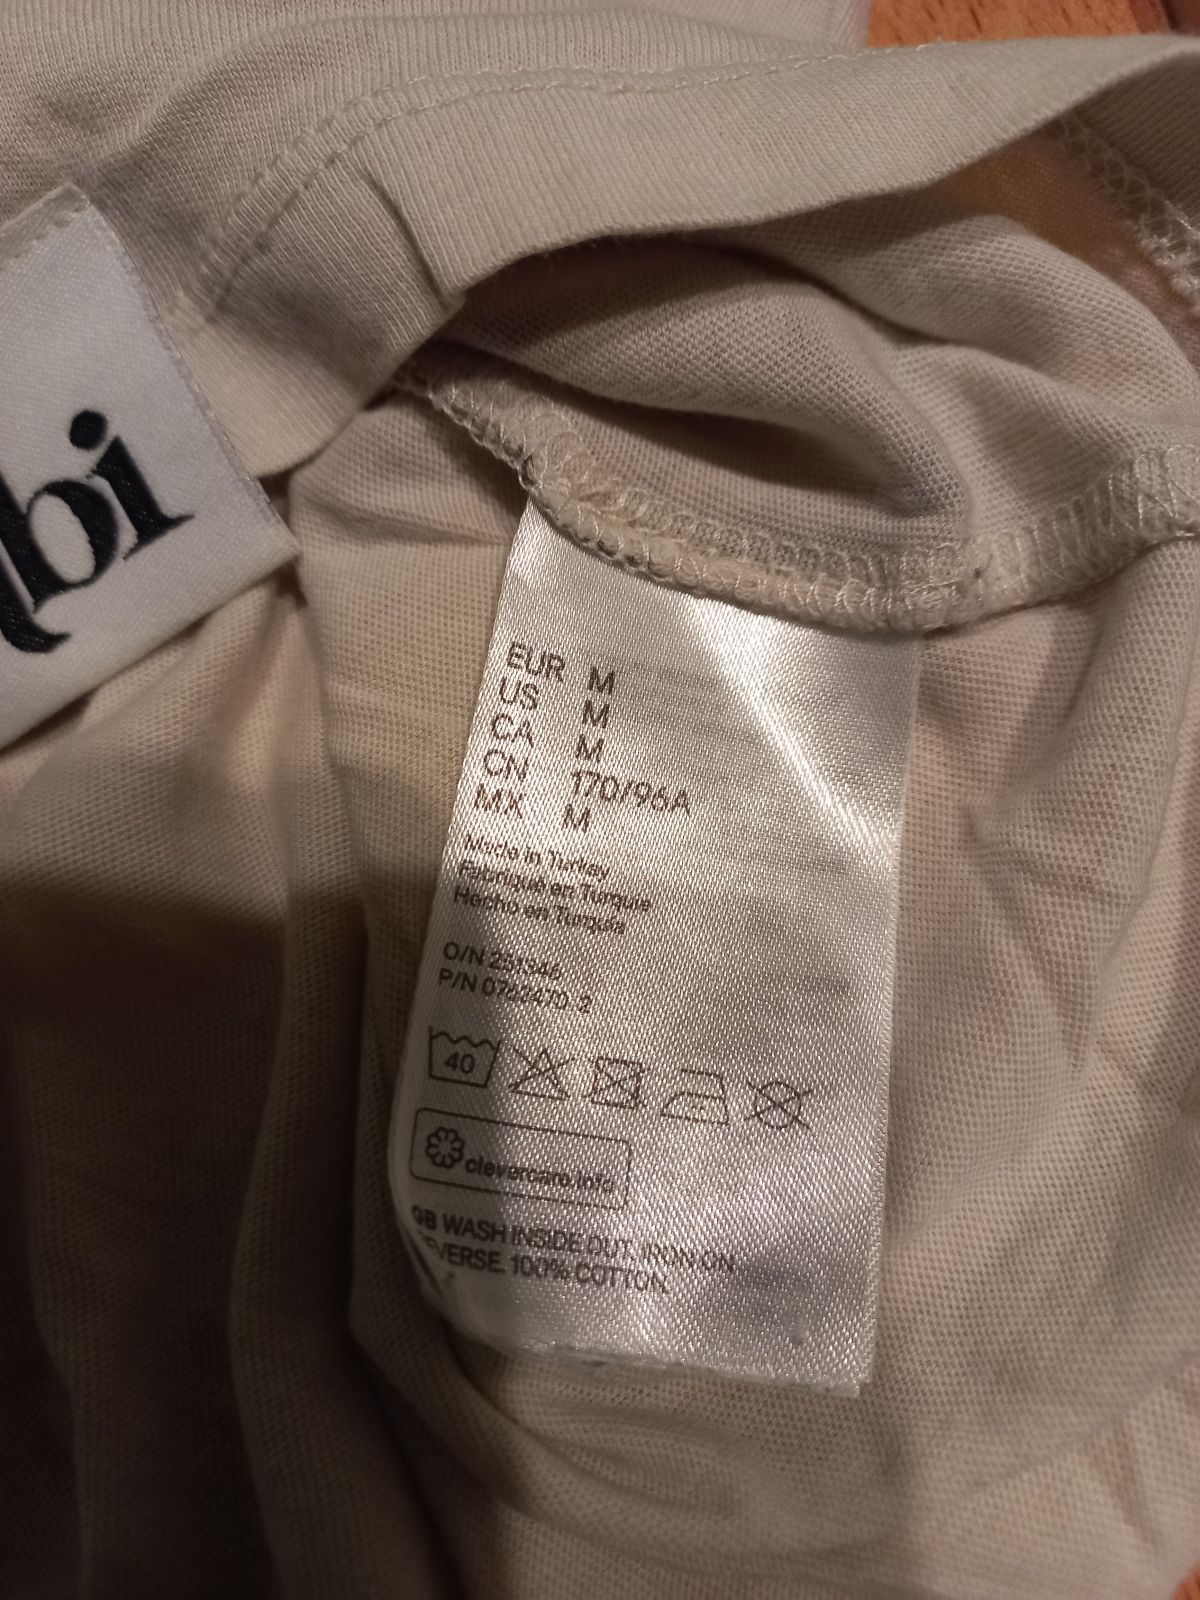 bi
EUR M
US M
CA M
CN 170/96A
MX M
Made in Turkey
Fabriqué en Turquie
Hecho en Turquía
O/N
P/N
40
clevercare.info
GB WASH INSIDE OUT. IRON ON
REVERSE. 100% COTTON